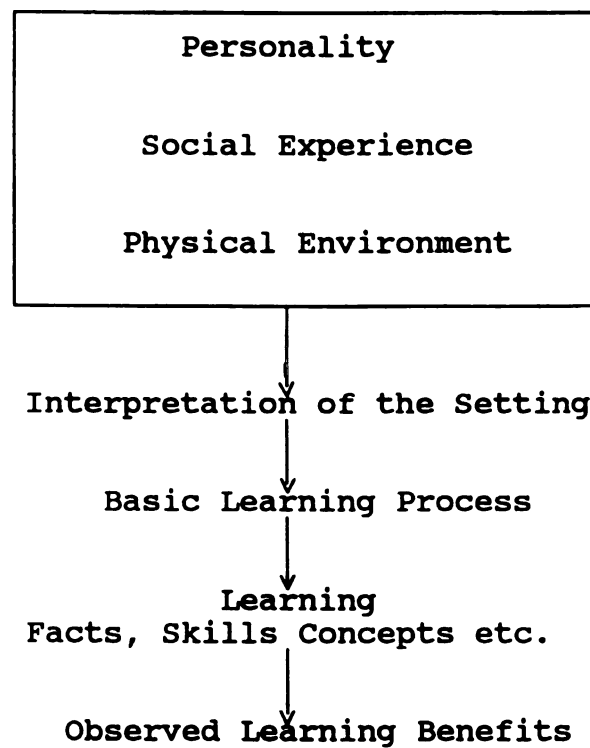 Personality
Social Experience
Physical Environment
Interpretation of the Setting
Basic Learning Process
Learning
Facts, Skills Concepts etc.
Observed Learning Benefits